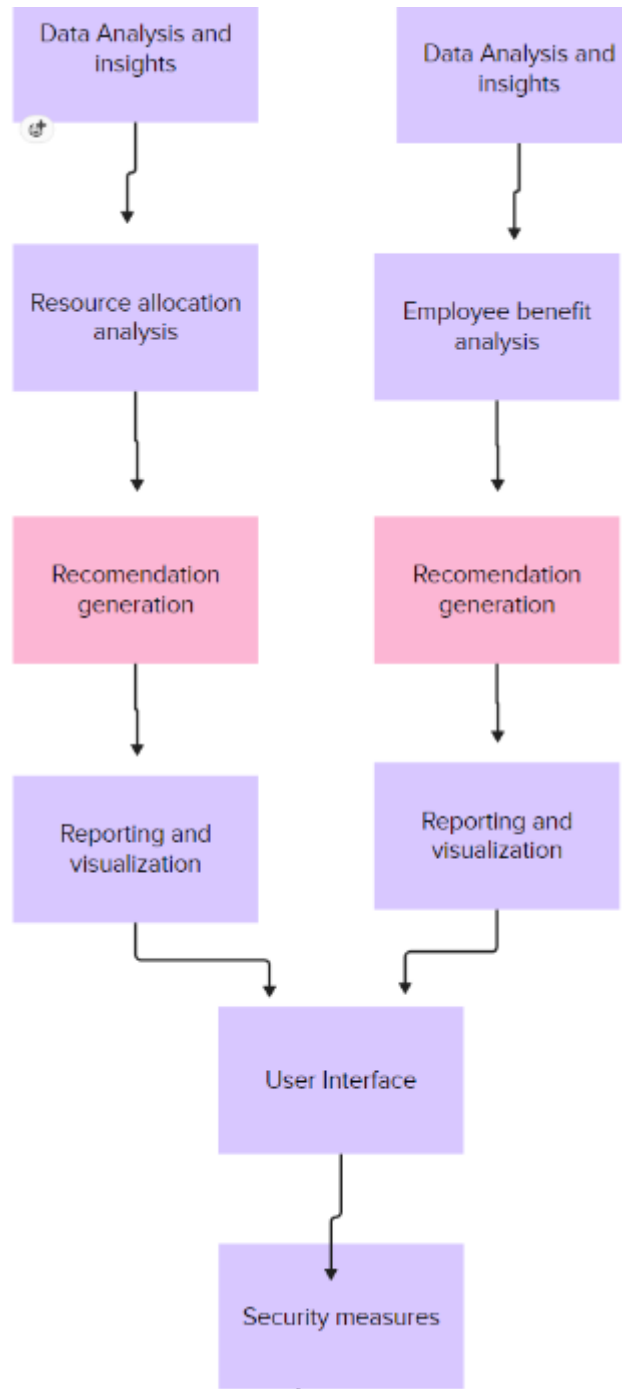 Data Analysis and
insights
Data Analysis and
insights
Resource allocation
analysis
Employee benefit
analysis
Recomendation
generation
Recomendation
generation
Reporting and
visualization
Reporting and
visualization
User Interface
Security measures